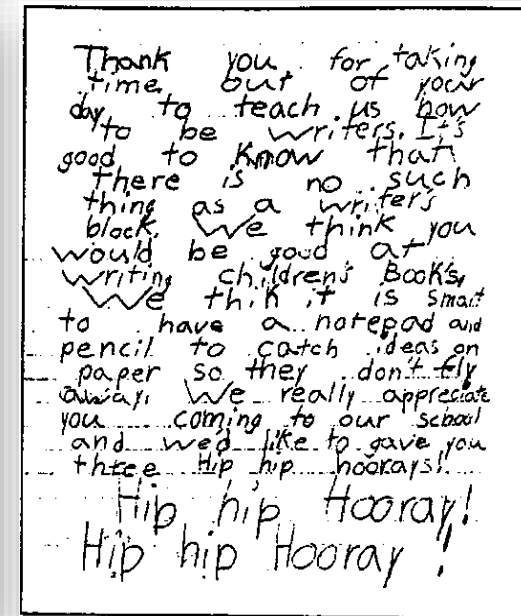 Thank you for taking
time out of your
day to teach us how
to be writers. It's
good to know that
there is no such
thing as a writer's
block. We think you
would be good at
writing children's Books,
We thik it is smart
to have a notepad and
pencil to catch ideas on
paper so they don't fly
away. We really appreciate
you coming to our school
and we'd like to gave you
three Hip hip hoorays!
Hip hip Hooray!
Hip hip Hooray!